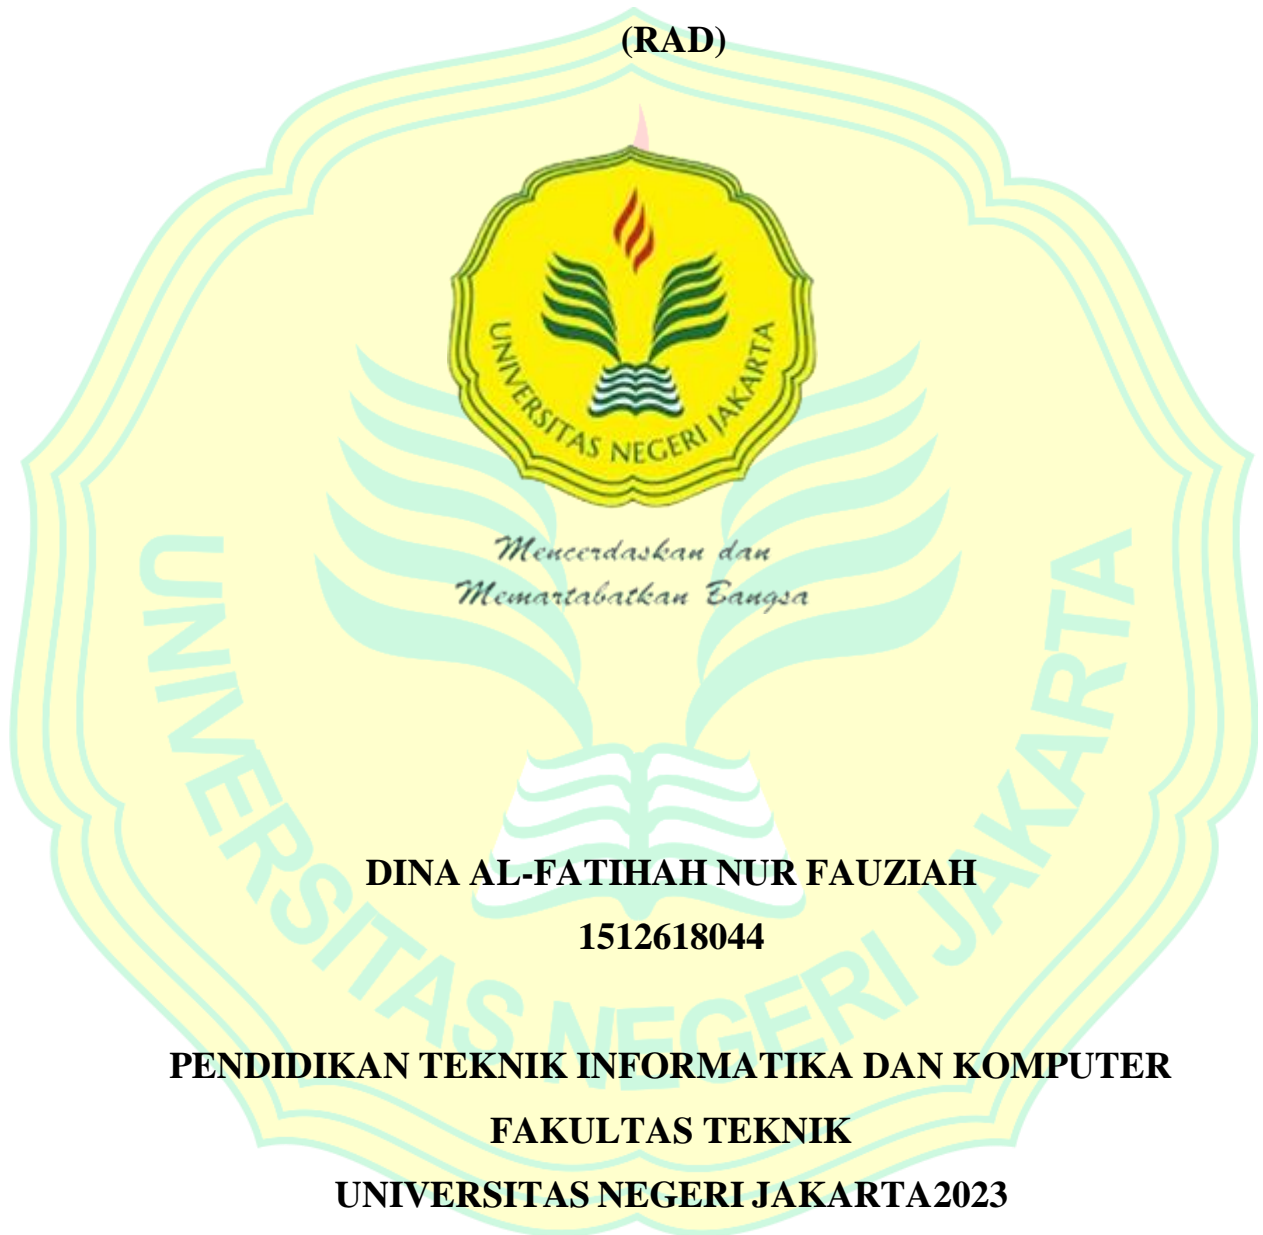 (RAD)
UNIVERSITAS NEGERI JAKARTA
Mencerdaskan dan
Memartabatkan Bangsa
UNIVERSITAS NEGERI JAKARTA
DINA AL-FATIHAH NUR FAUZIAH
1512618044
PENDIDIKAN TEKNIK INFORMATIKA DAN KOMPUTER
FAKULTAS TEKNIK
UNIVERSITAS NEGERI JAKARTA2023